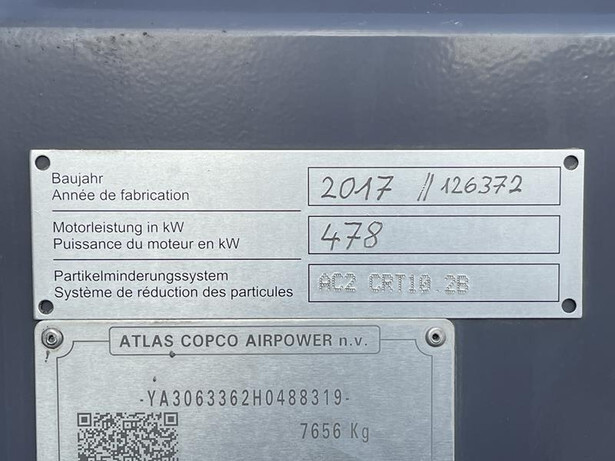 Baujahr
Année de fabrication
2017 // 126372
Motorleistung in kW
Puissance du moteur en kW
478
Partikelminderungssystem
Système de réduction des particules
AC2 CRT10.2B
ATLAS COPCO AIRPOWER n.v.
-YA3063362H0488319-
7656 Kg